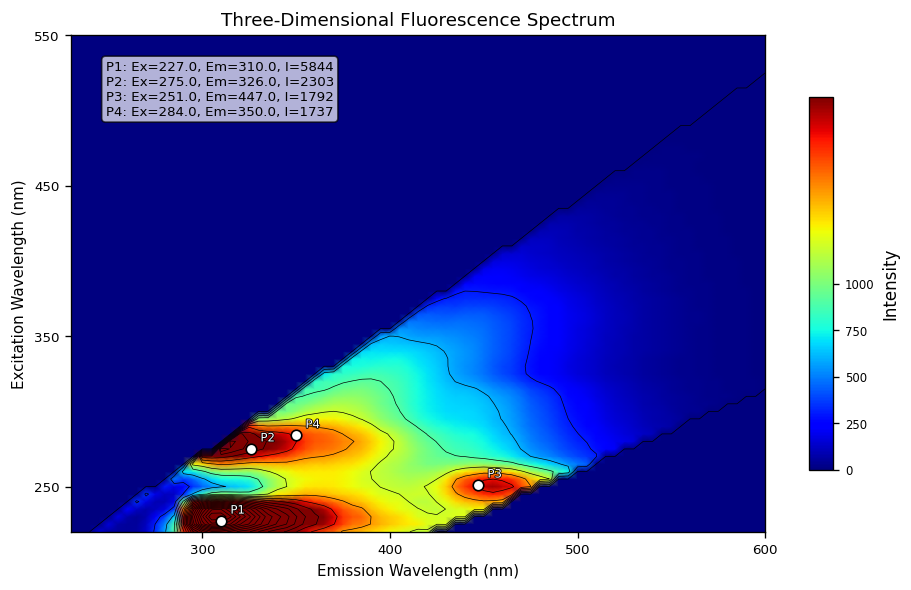 Three-Dimensional Fluorescence Spectrum
550
450
350
250
Excitation Wavelength (nm)
P1: Ex=227.0, Em=310.0, I=5844
P2: Ex=275.0, Em=326.0, I=2303
P3: Ex=251.0, Em=447.0, I=1792
P4: Ex=284.0, Em=350.0, I=1737
P4
P2
P3
P1
300
400
500
600
Emission Wavelength (nm)
1000
750
500
250
0
Intensity